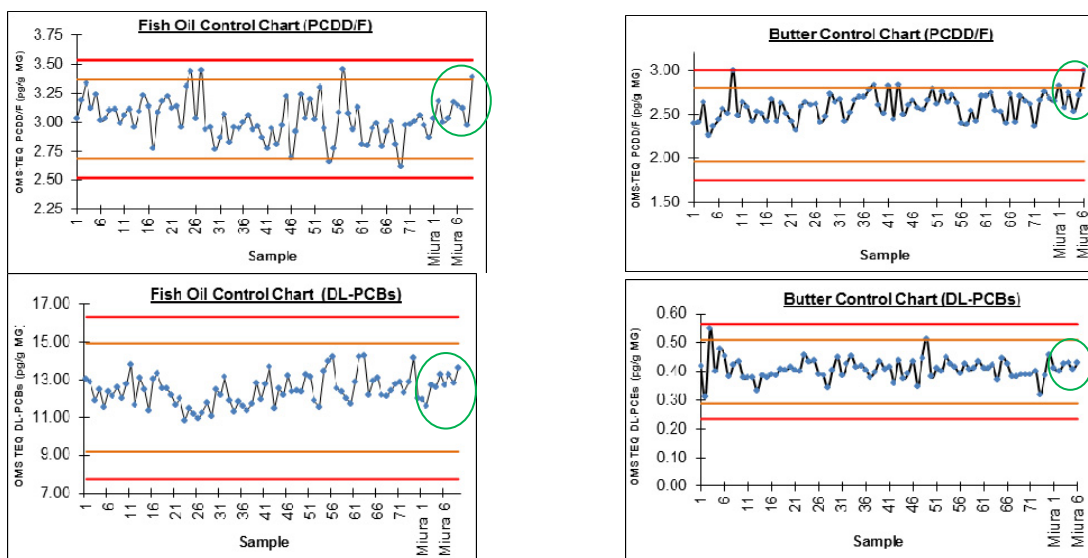 Fish Oil Control Chart (PCDD/F)
OMS-TEQ PCDD/F (pg/g MG)
3.75
3.50
3.25
3.00
2.75
2.50
2.25
1 6 11 16 21 26 31 36 41 46 51 56 61 66 71 Miura 1 Miura 6
Sample
Butter Control Chart (PCDD/F)
OMS-TEQ PCDD/F (pg/g MG)
3.00
2.50
2.00
1.50
1 6 11 16 21 26 31 36 41 46 51 56 61 66 71 Miura 1 Miura 6
Sample
Fish Oil Control Chart (DL-PCBs)
OMS TEQ DL-PCBs (pg/g MG)
17.00
15.00
13.00
11.00
9.00
7.00
1 6 11 16 21 26 31 36 41 46 51 56 61 66 71 Miura 1 Miura 6
Sample
Butter Control Chart (DL-PCBs)
OMS TEQ DL-PCBs (pg/g MG)
0.60
0.50
0.40
0.30
0.20
0.10
0.00
1 6 11 16 21 26 31 36 41 46 51 56 61 66 71 Miura 1 Miura 6
Sample